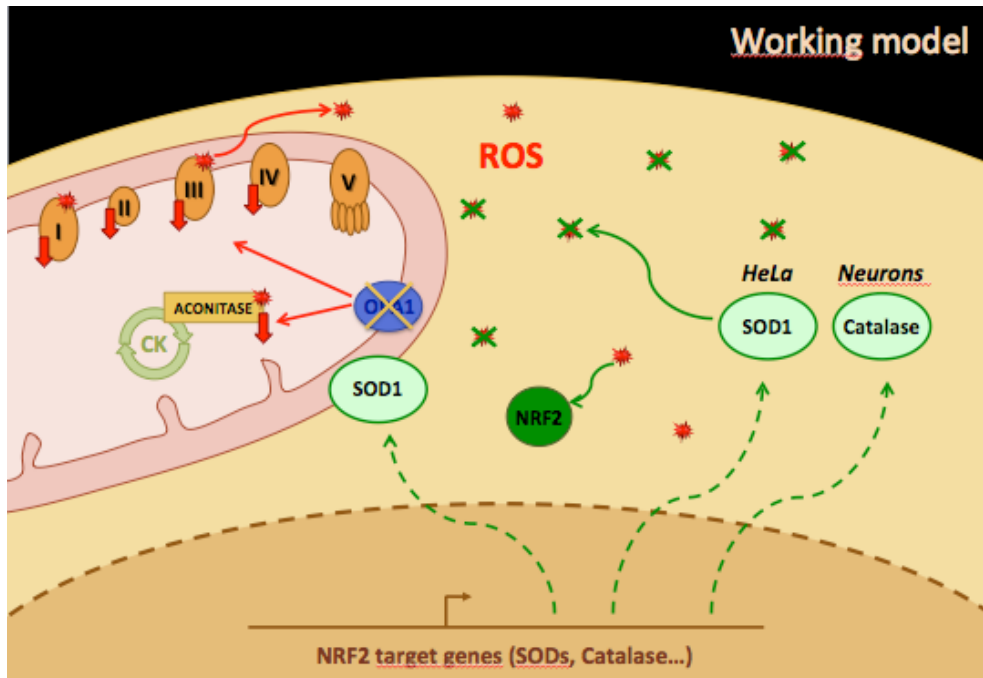 Working model
ROS
I
II
III
IV
V
HeLa
Neurons
ACONITASE
OPA1
SOD1
Catalase
CK
SOD1
NRF2
NRF2 target genes (SODs, Catalase...)